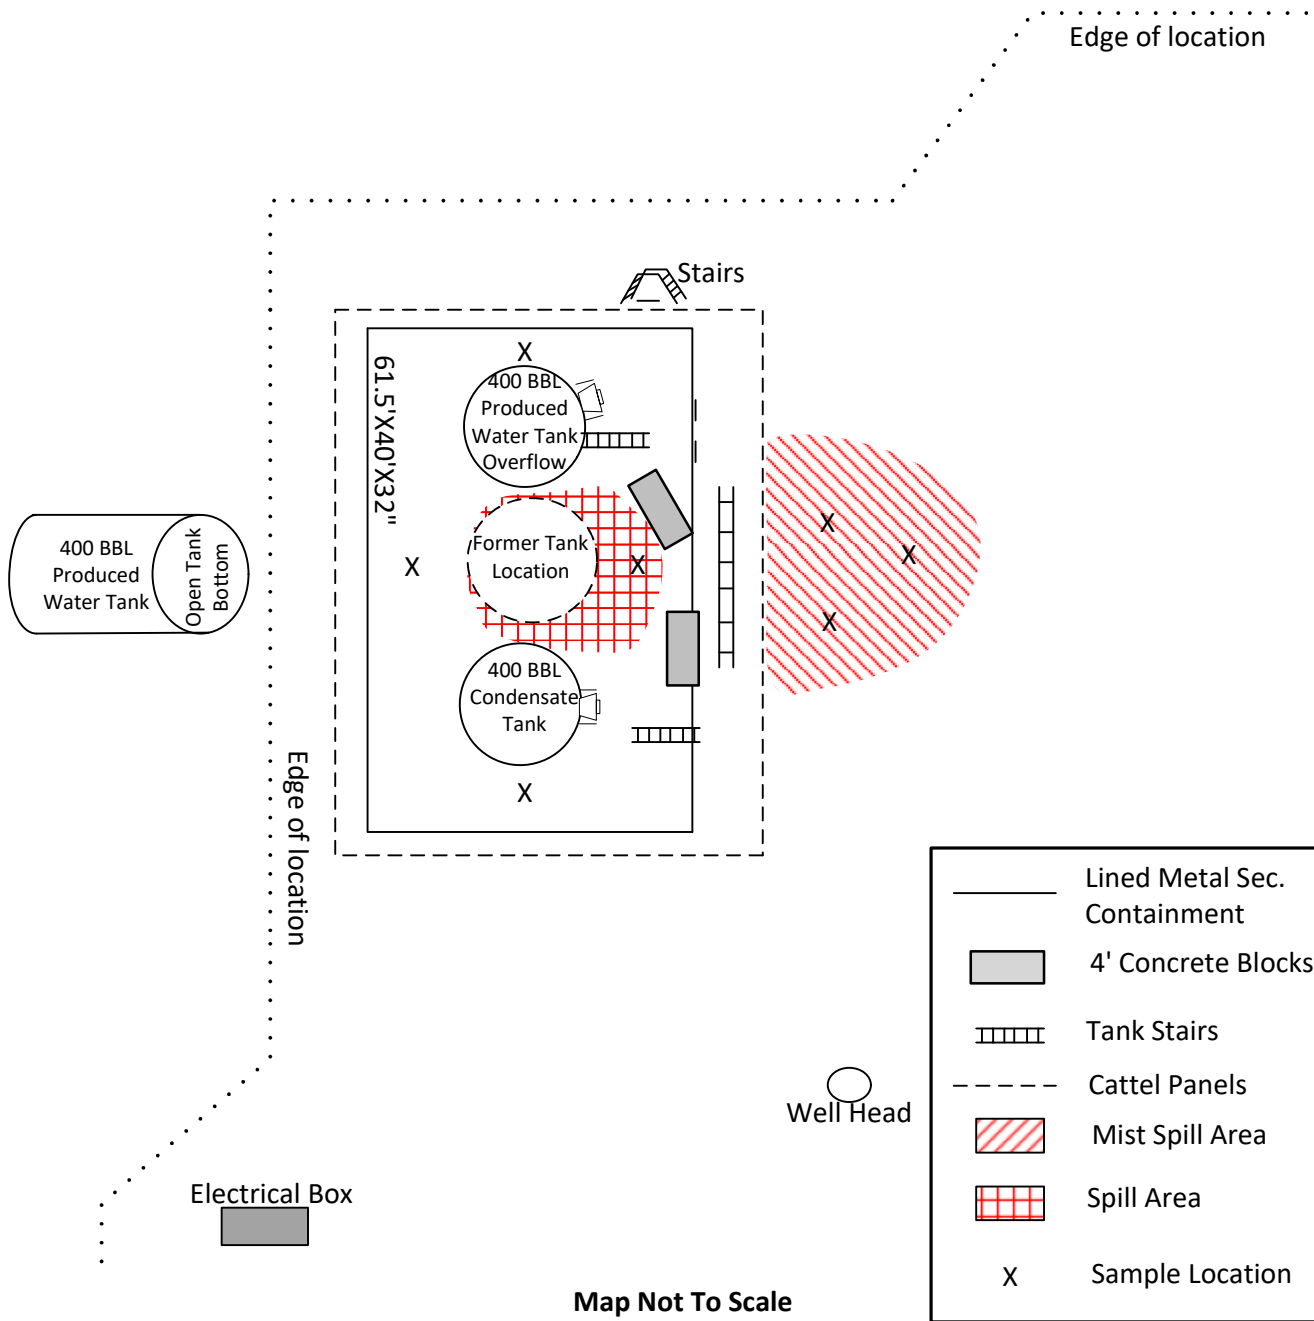 Edge of location
Stairs
61.5'X40'X32"
X
400 BBL
Produced
Water Tank
Overflow
400 BBL
Produced
Water Tank
Open Tank
Bottom
X
Former Tank
Location
X
X
X
X
400 BBL
Condensate
Tank
X
Edge of location
Lined Metal Sec.
Containment
4' Concrete Blocks
Tank Stairs
Cattel Panels
Mist Spill Area
Spill Area
X
Sample Location
Well Head
Electrical Box
Map Not To Scale